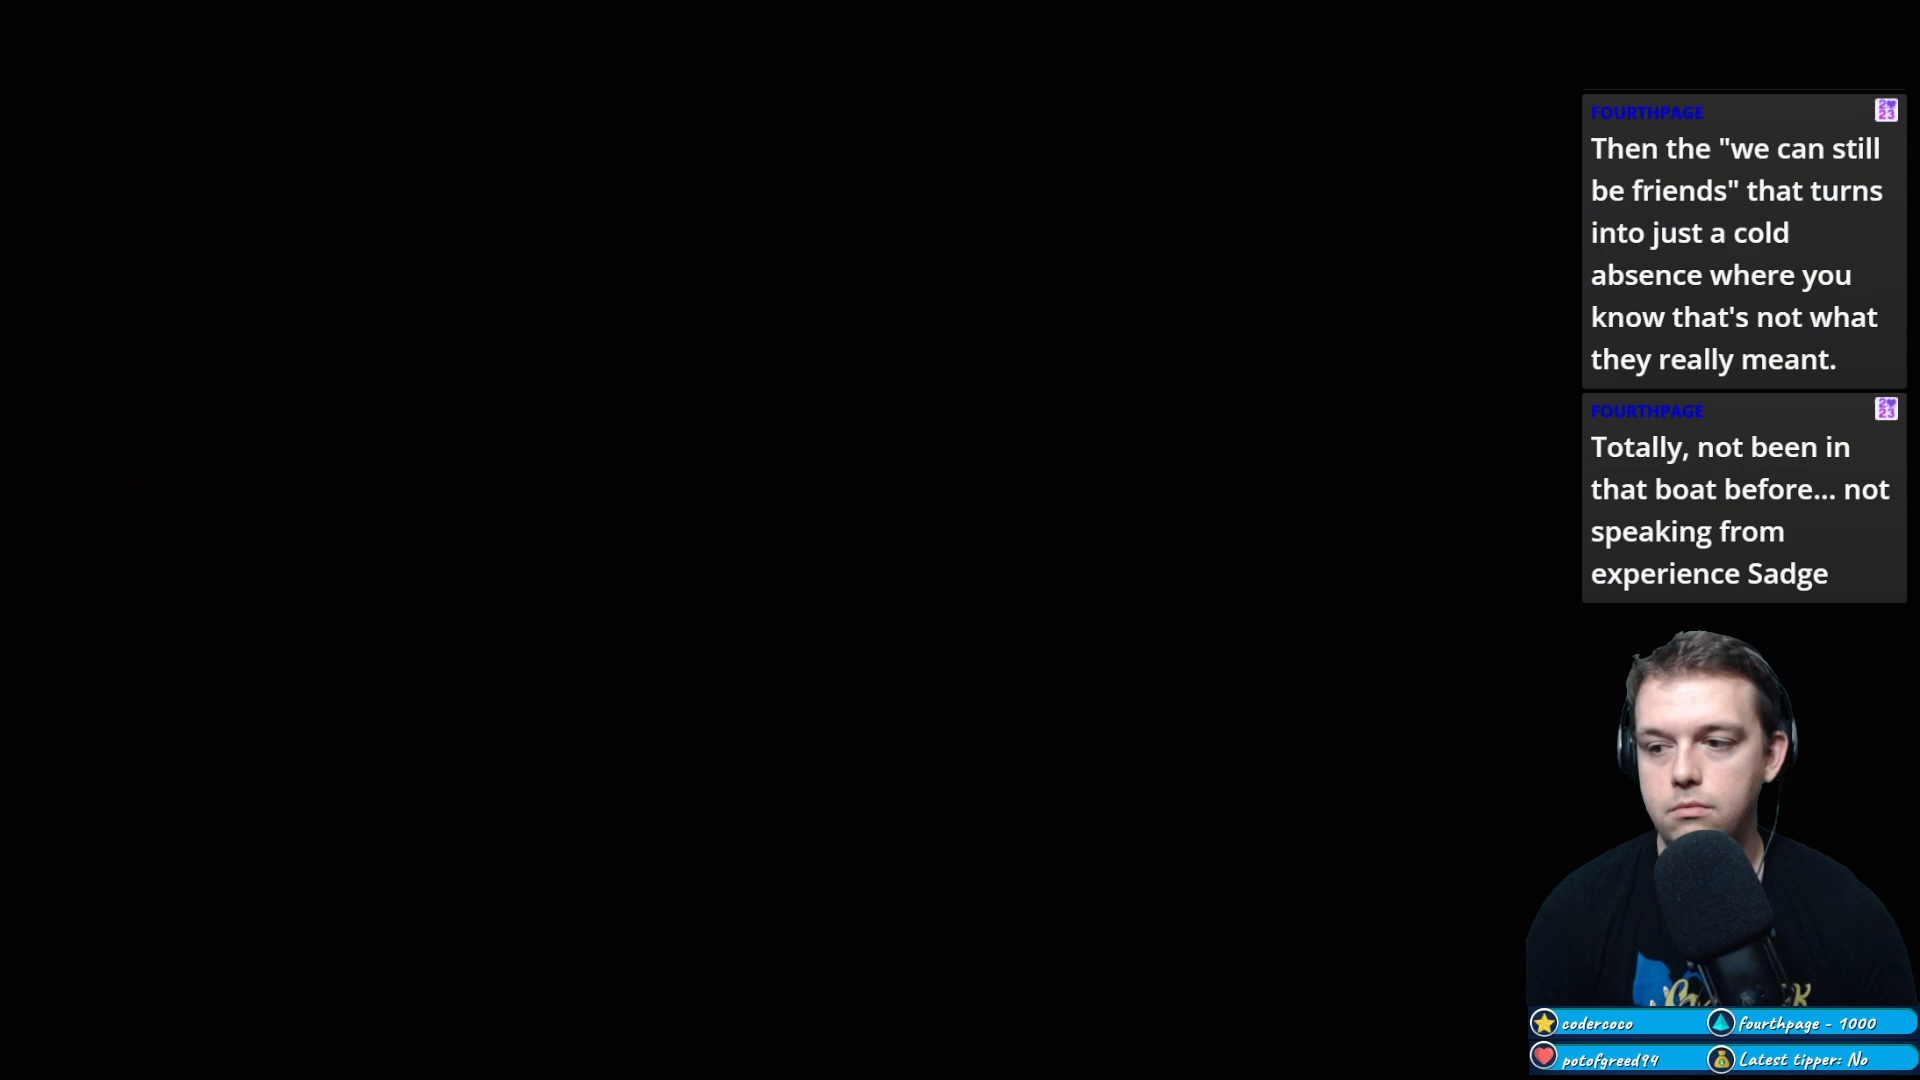 FOURTHPAGE
Then the "we can still
be friends" that turns
into just a cold
absence where you
know that's not what
they really meant.
FOURTHPAGE
Totally, not been in
that boat before... not
speaking from
experience Sadge
codercoco
fourthpage - 1000
potofgreed94
Latest tipper: No